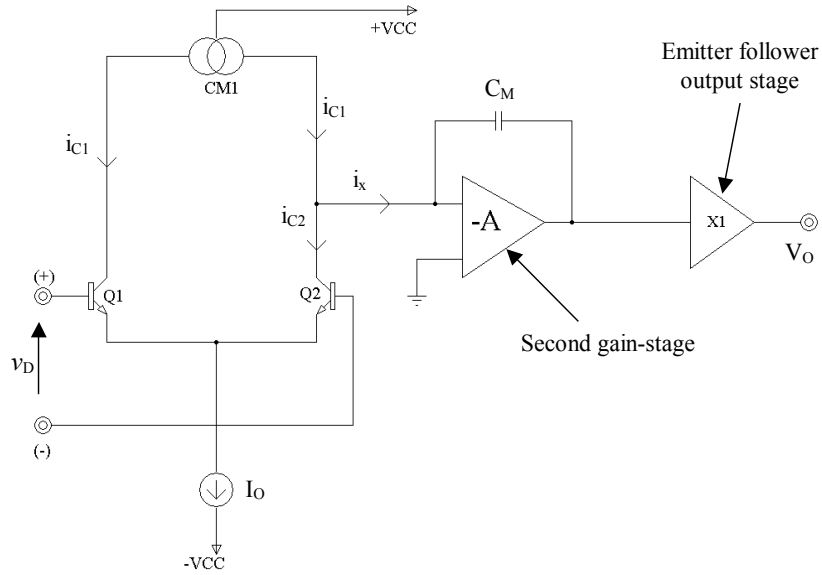 +VCC
Emitter follower
output stage
CM1
C_M
i_C1
i_C1
i_x
i_C2
-A
X1
V_O
(+)
Q1
Q2
v_D
Second gain-stage
(-)
I_O
-VCC